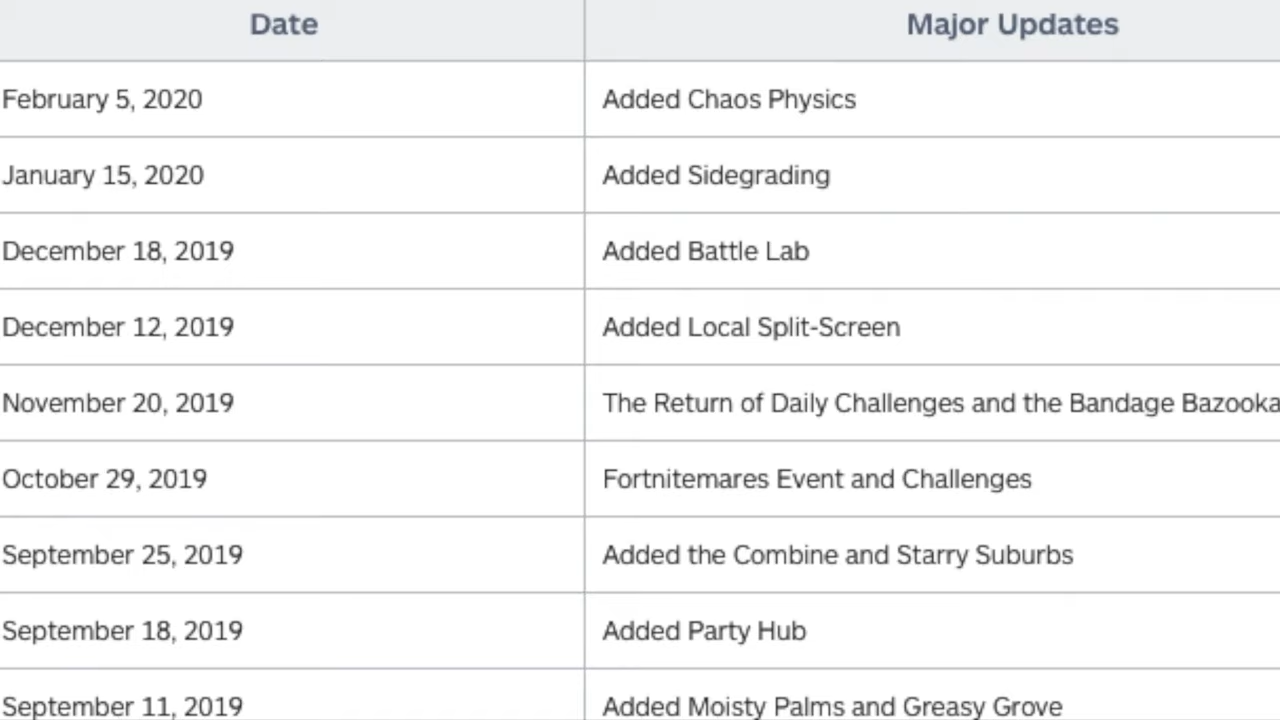 Date Major Updates
February 5, 2020 Added Chaos Physics
January 15, 2020 Added Sidegrading
December 18, 2019 Added Battle Lab
December 12, 2019 Added Local Split-Screen
November 20, 2019 The Return of Daily Challenges and the Bandage Bazooka
October 29, 2019 Fortnitemares Event and Challenges
September 25, 2019 Added the Combine and Starry Suburbs
September 18, 2019 Added Party Hub
September 11, 2019 Added Moisty Palms and Greasy Grove